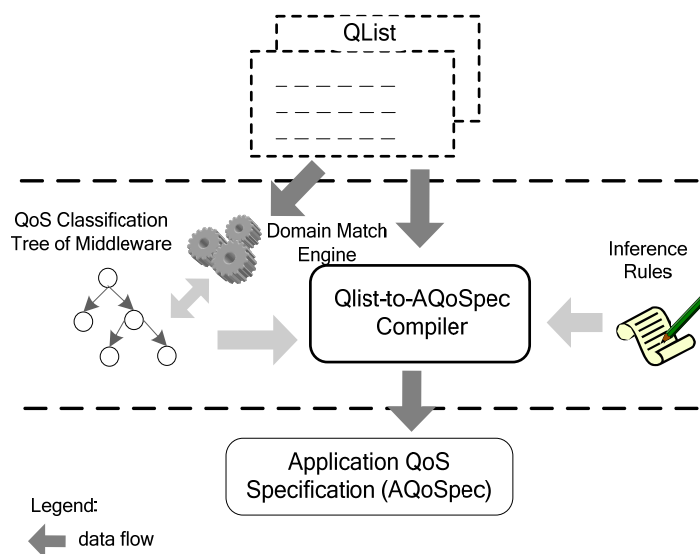 QList
QoS Classification
Tree of Middleware
Domain Match
Engine
Inference
Rules
Qlist-to-AQoSpec
Compiler
Application QoS
Specification (AQoSpec)
Legend:
data flow